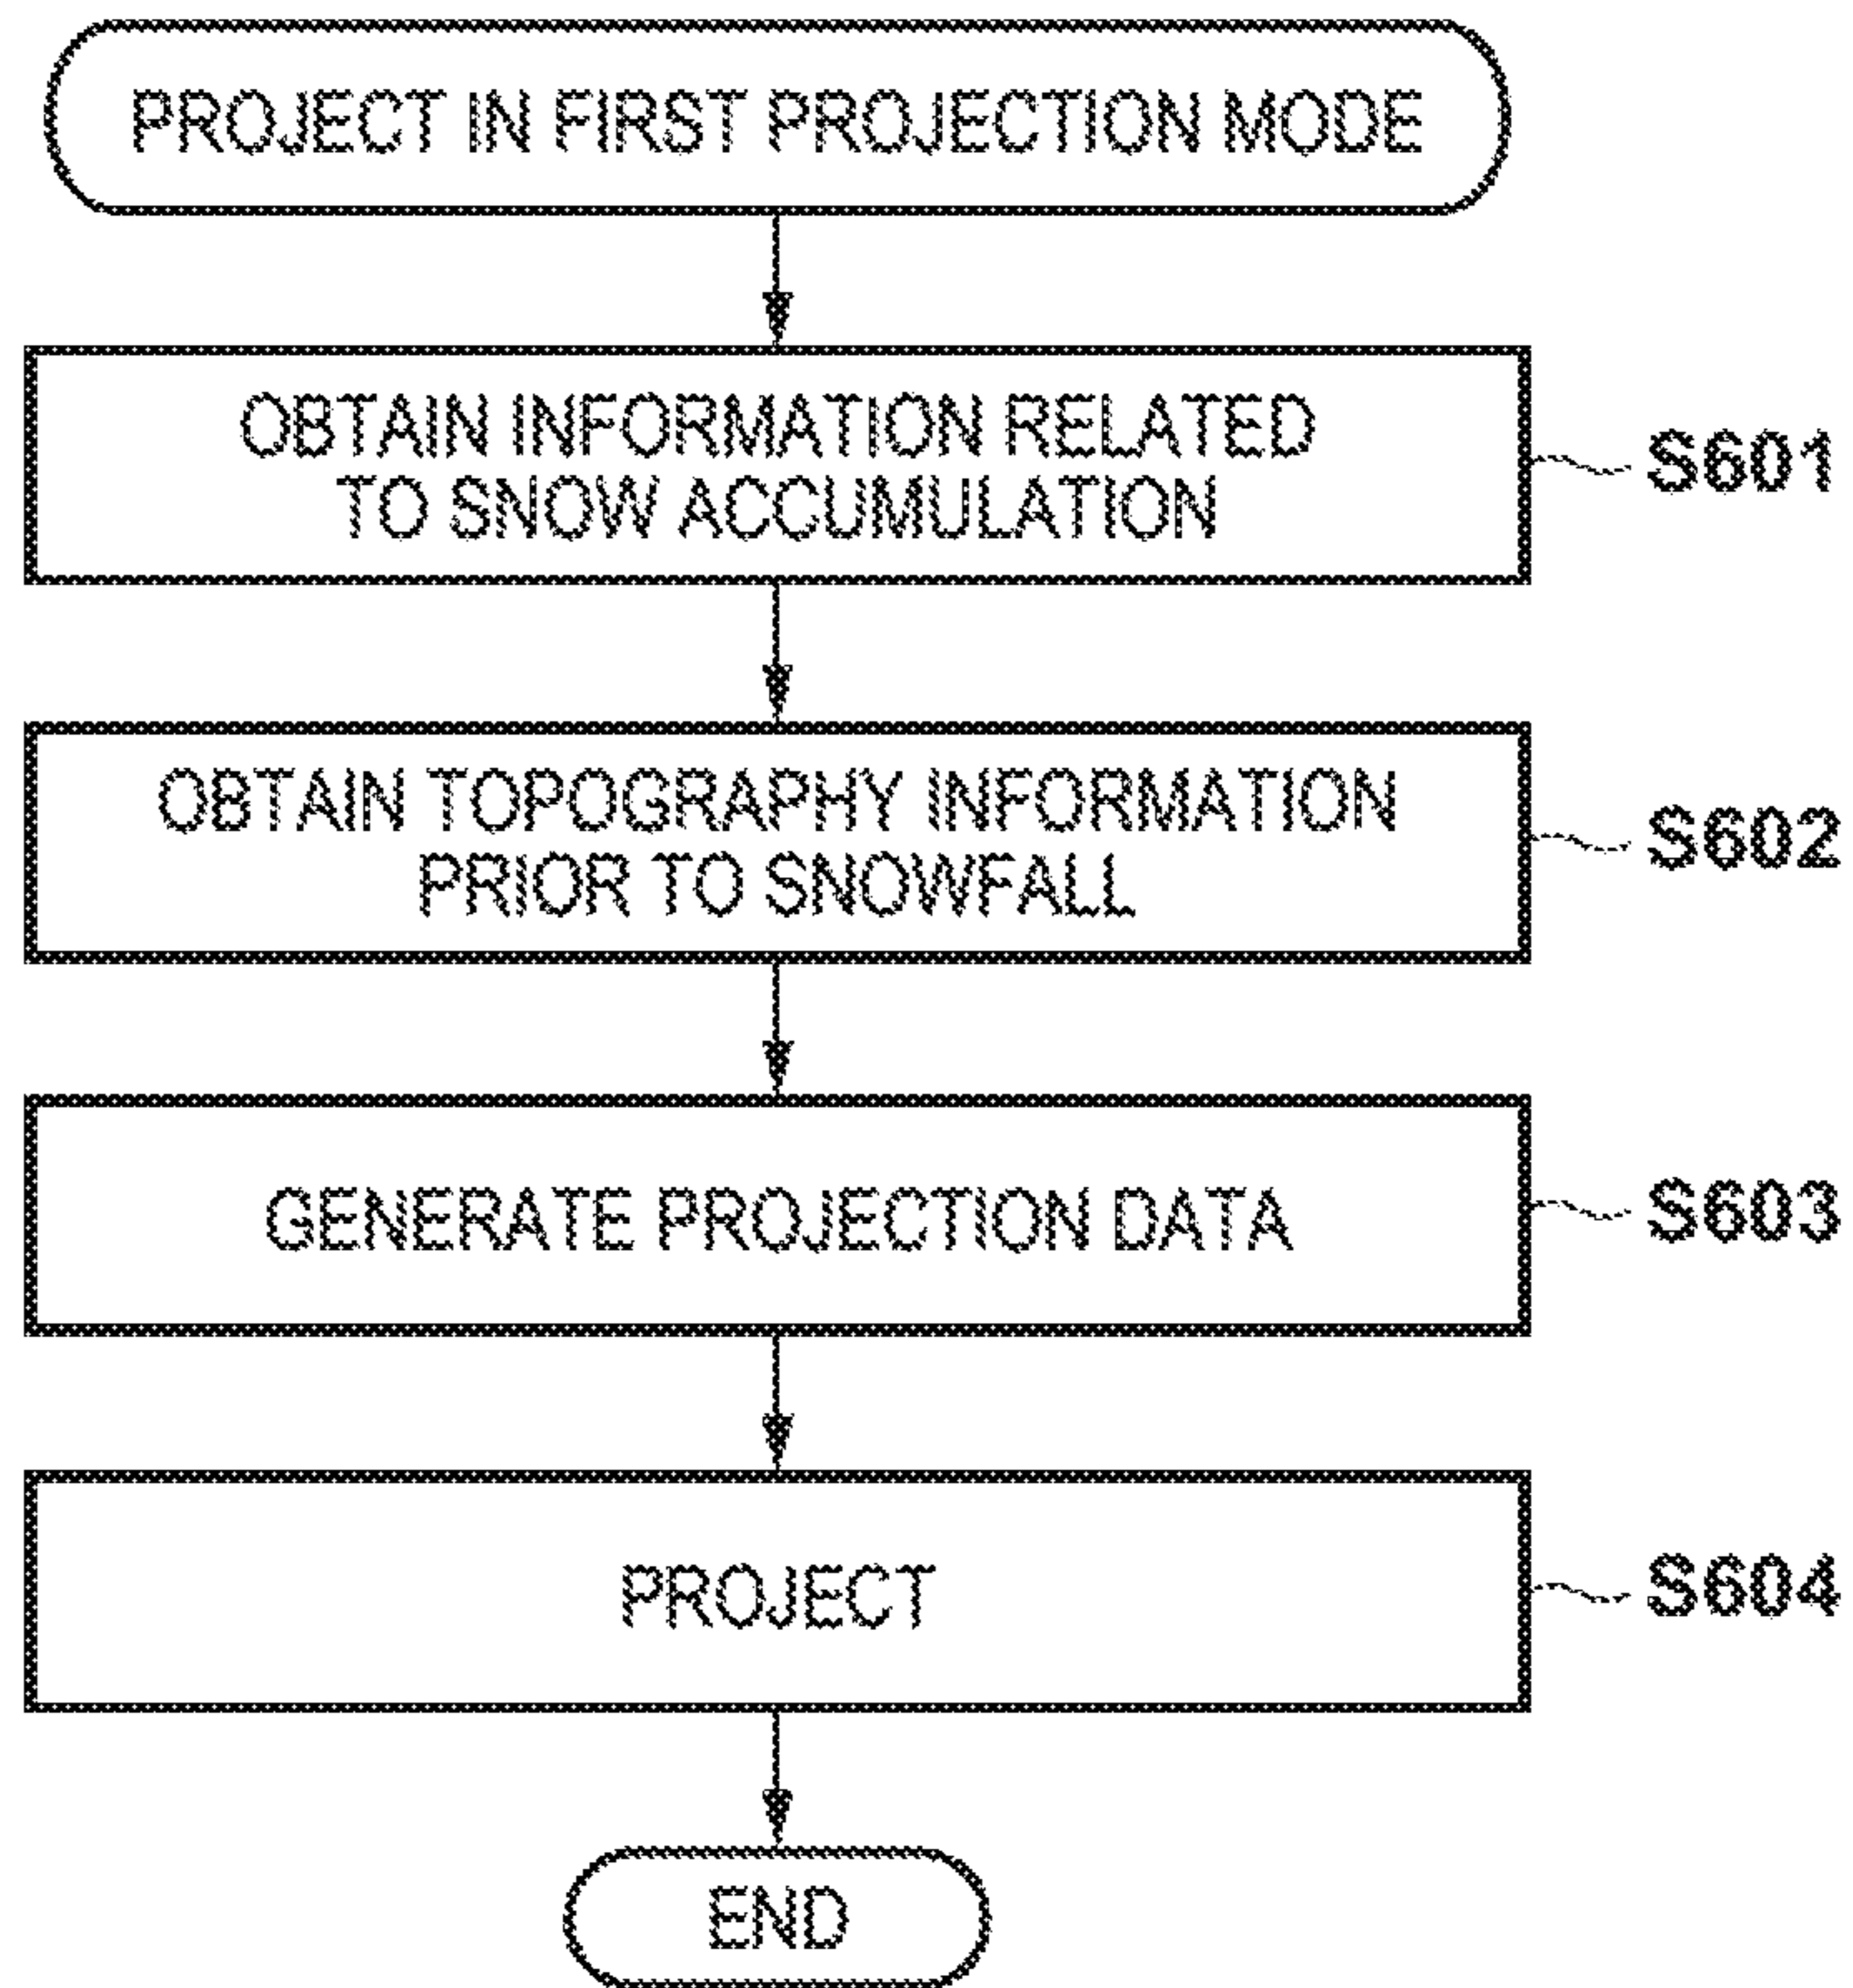 PROJECT IN FIRST PROJECTION MODE
OBTAIN INFORMATION RELATED
TO SNOW ACCUMULATION
S601
OBTAIN TOPOGRAPHY INFORMATION
PRIOR TO SNOWFALL
S602
GENERATE PROJECTION DATA
S603
PROJECT
S604
END